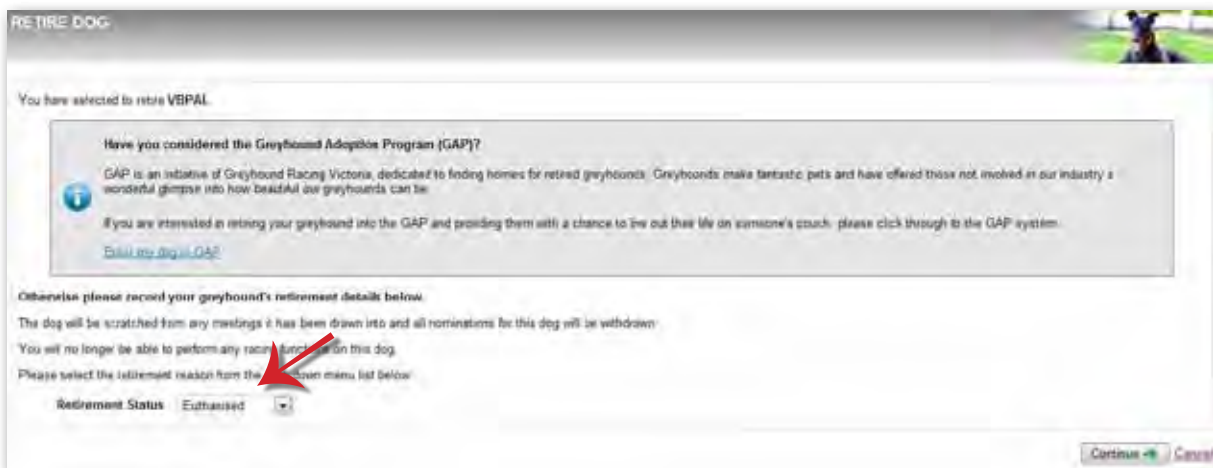 RETIRE DOG
You have selected to retire VBPAL.
Have you considered the Greyhound Adoption Program (GAP)?
GAP is an initiative of Greyhound Racing Victoria, dedicated to finding homes for retired greyhounds. Greyhounds make fantastic pets and have offered those not involved in our industry a
wonderful glimpse into how beautiful our greyhounds can be.
If you are interested in retiring your greyhound into the GAP and providing them with a chance to live out their life on someone's couch, please click through to the GAP system.
Enter my dog in GAP
Otherwise please record your greyhound's retirement details below.
The dog will be scratched from any meetings it has been drawn into and all nominations for this dog will be withdrawn.
You will no longer be able to perform any racing functions on this dog.
Please select the retirement reason from the down menu list below
Retirement Status Euthanised
Continue Cancel